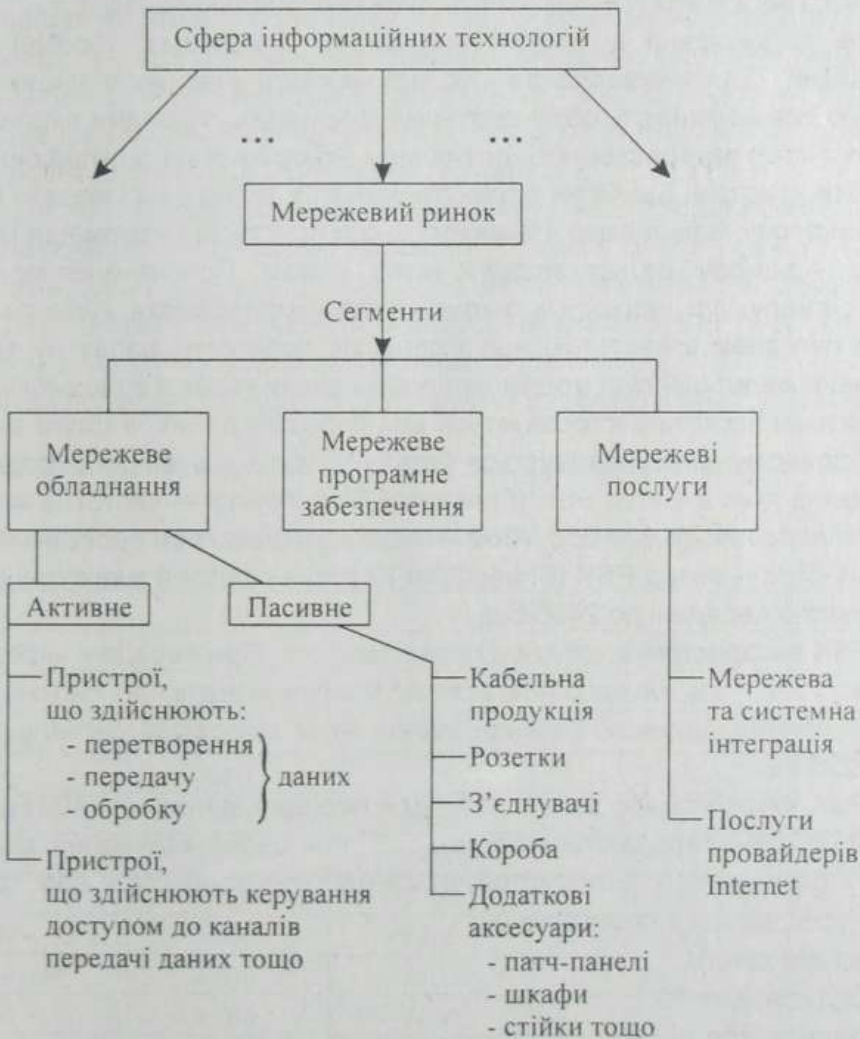 Сфера інформаційних технологій
... ...
Мережевий ринок
Сегменти
Мережеве
обладнання
Мережеве
програмне
забезпечення
Мережеві
послуги
Активне
Пасивне
Пристрої,
що здійснюють:
- перетворення
- передачу
- обробку
даних
Пристрої,
що здійснюють керування
доступом до каналів
передачі даних тощо
Кабельна
продукція
Розетки
З’єднувачі
Короба
Додаткові
аксесуари:
- патч-панелі
- шкафи
- стійки тощо
Мережева
та системна
інтеграція
Послуги
провайдерів
Internet